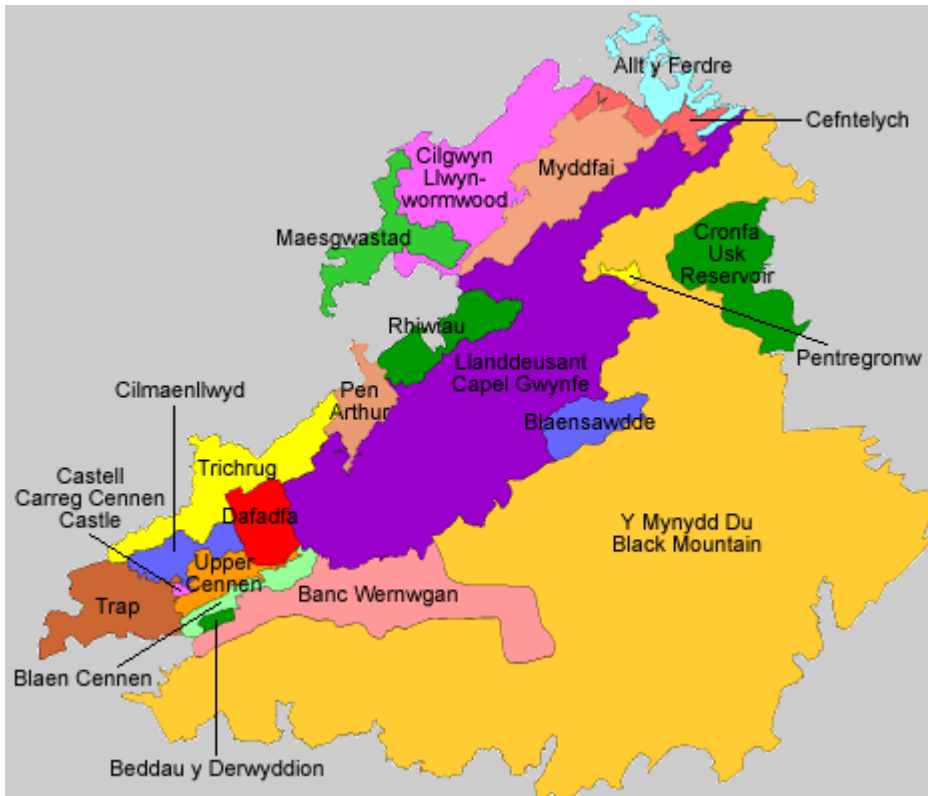 Allt y Ferdre
Cefntelych
Cilgwyn
Llwyn-
wormwood
Myddfai
Maesgwastad
Cronfa
Usk
Reservoir
Rhiwiau
Pentregronw
Llanddeusant
Capel Gwynfe
Cilmaenllwyd
Pen
Arthur
Blaensawdde
Trichrug
Castell
Carreg Cennen
Castle
Dafadfa
Y Mynydd Du
Black Mountain
Upper
Cennen
Banc Wernwgan
Trap
Blaen Cennen
Beddau y Derwyddion